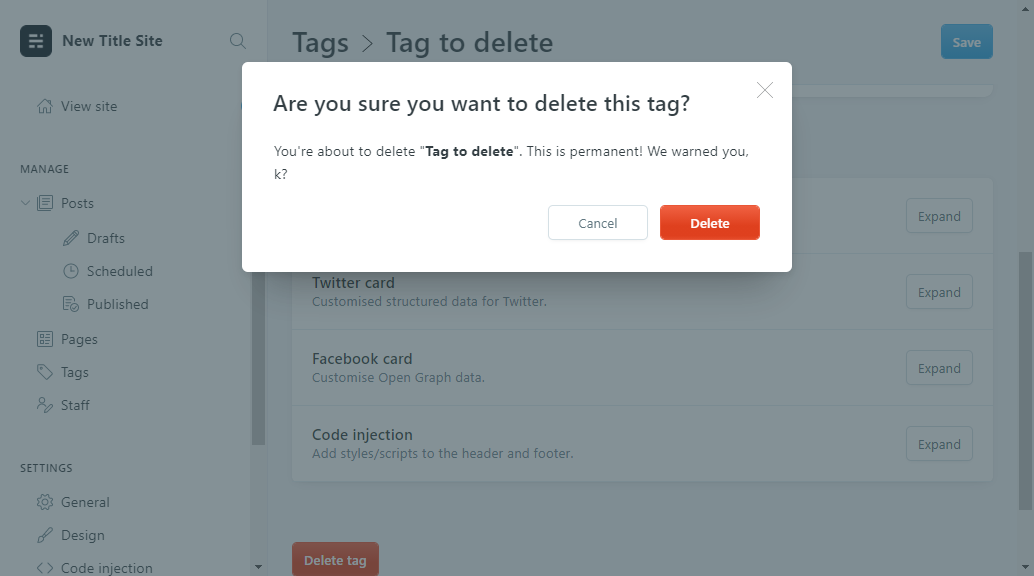 New Title Site
View site
MANAGE
Posts
Drafts
Scheduled
Published
Pages
Tags
Staff
SETTINGS
General
Design
Code injection
Tags > Tag to delete
Save
Are you sure you want to delete this tag?
You're about to delete "Tag to delete". This is permanent! We warned you,
k?
Cancel
Delete
Expand
Twitter card
Customised structured data for Twitter.
Expand
Facebook card
Customise Open Graph data.
Expand
Code injection
Add styles/scripts to the header and footer.
Expand
Delete tag